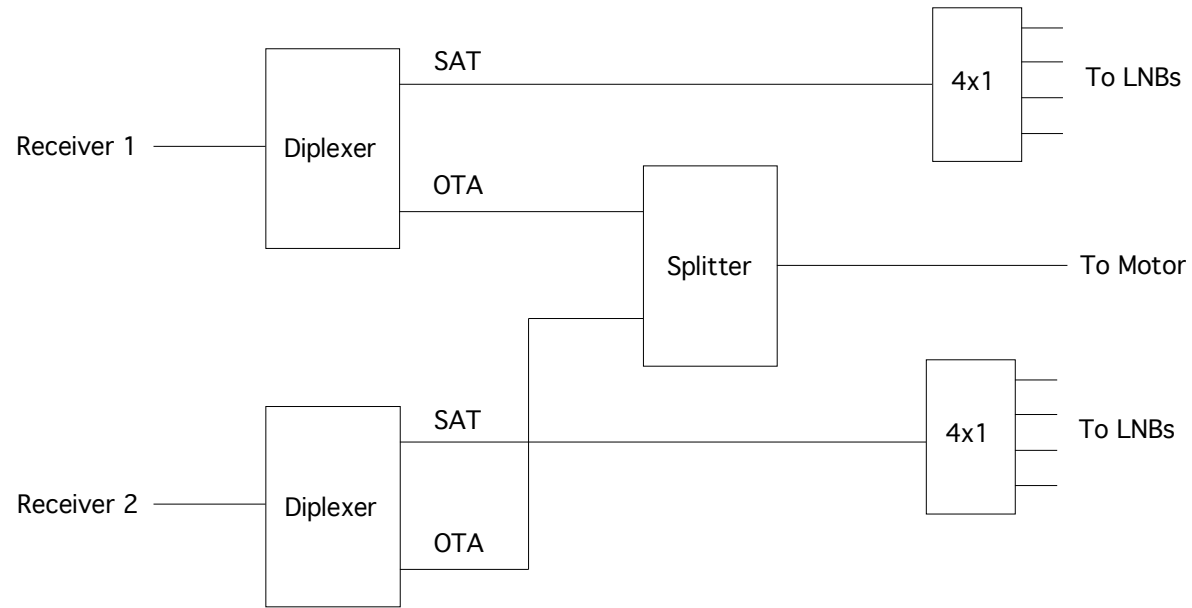 SAT
4x1
To LNBs
Receiver 1
Diplexer
OTA
Splitter
To Motor
SAT
4x1
To LNBs
Receiver 2
Diplexer
OTA